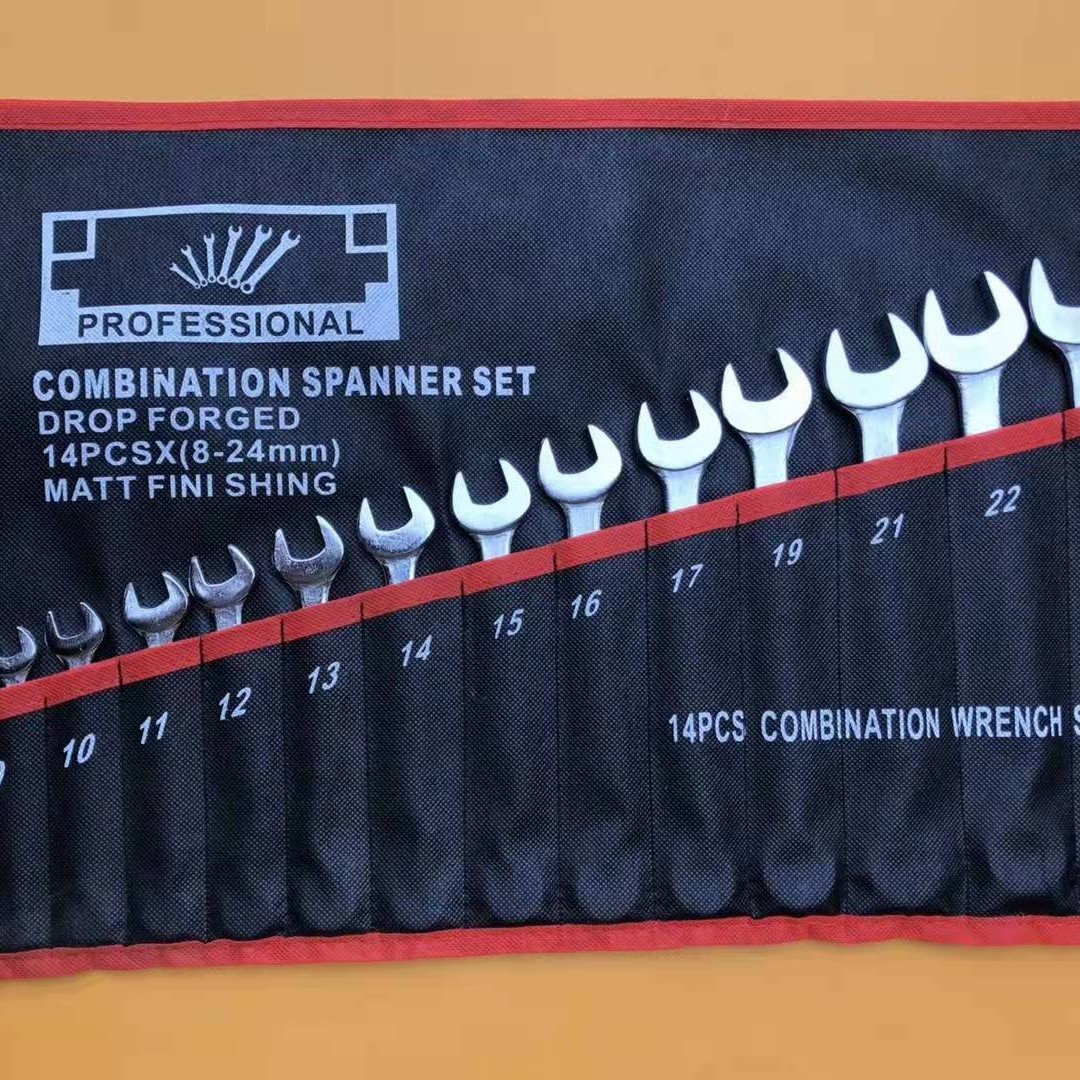 PROFESSIONAL
COMBINATION SPANNER SET
DROP FORGED
14PCSX(8-24mm)
MATT FINI SHING
22
21
19
17
16
15
14
13
12
11
10
14PCS COMBINATION WRENCH